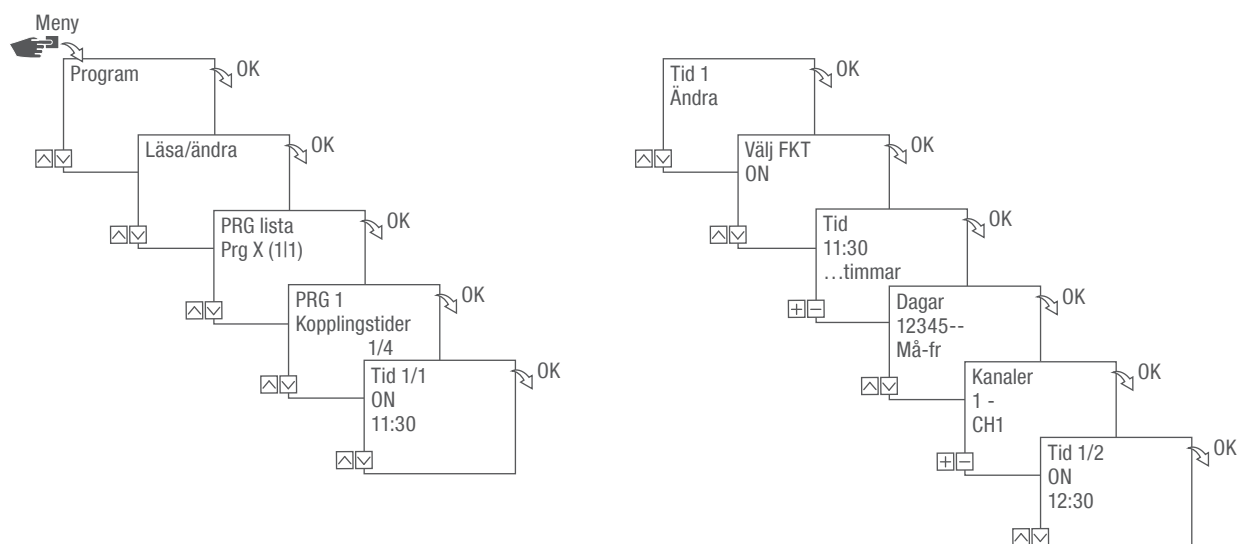 Meny
Program
OK
Läsa/ändra
OK
PRG lista
Prg X (1|1)
OK
PRG 1
Kopplingstider
1/4
OK
Tid 1/1
ON
11:30
OK
Tid 1
Ändra
OK
Välj FKT
ON
OK
Tid
11:30
…timmar
OK
Dagar
12345--
Må-fr
OK
Kanaler
1 -
CH1
OK
Tid 1/2
ON
12:30
OK